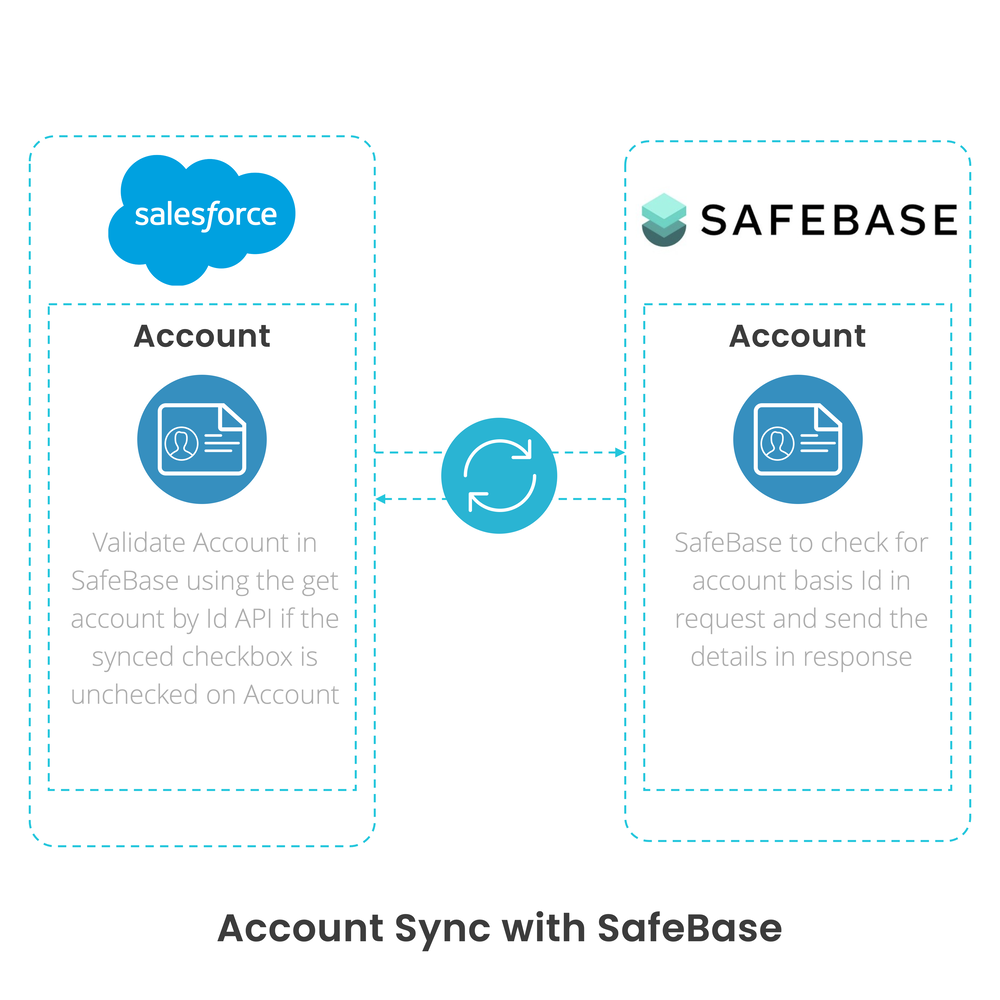 salesforce
Account
Validate Account in
SafeBase using the get
account by Id API if the
synced checkbox is
unchecked on Account
SAFEBASE
Account
SafeBase to check for
account basis Id in
request and send the
details in response
Account Sync with SafeBase